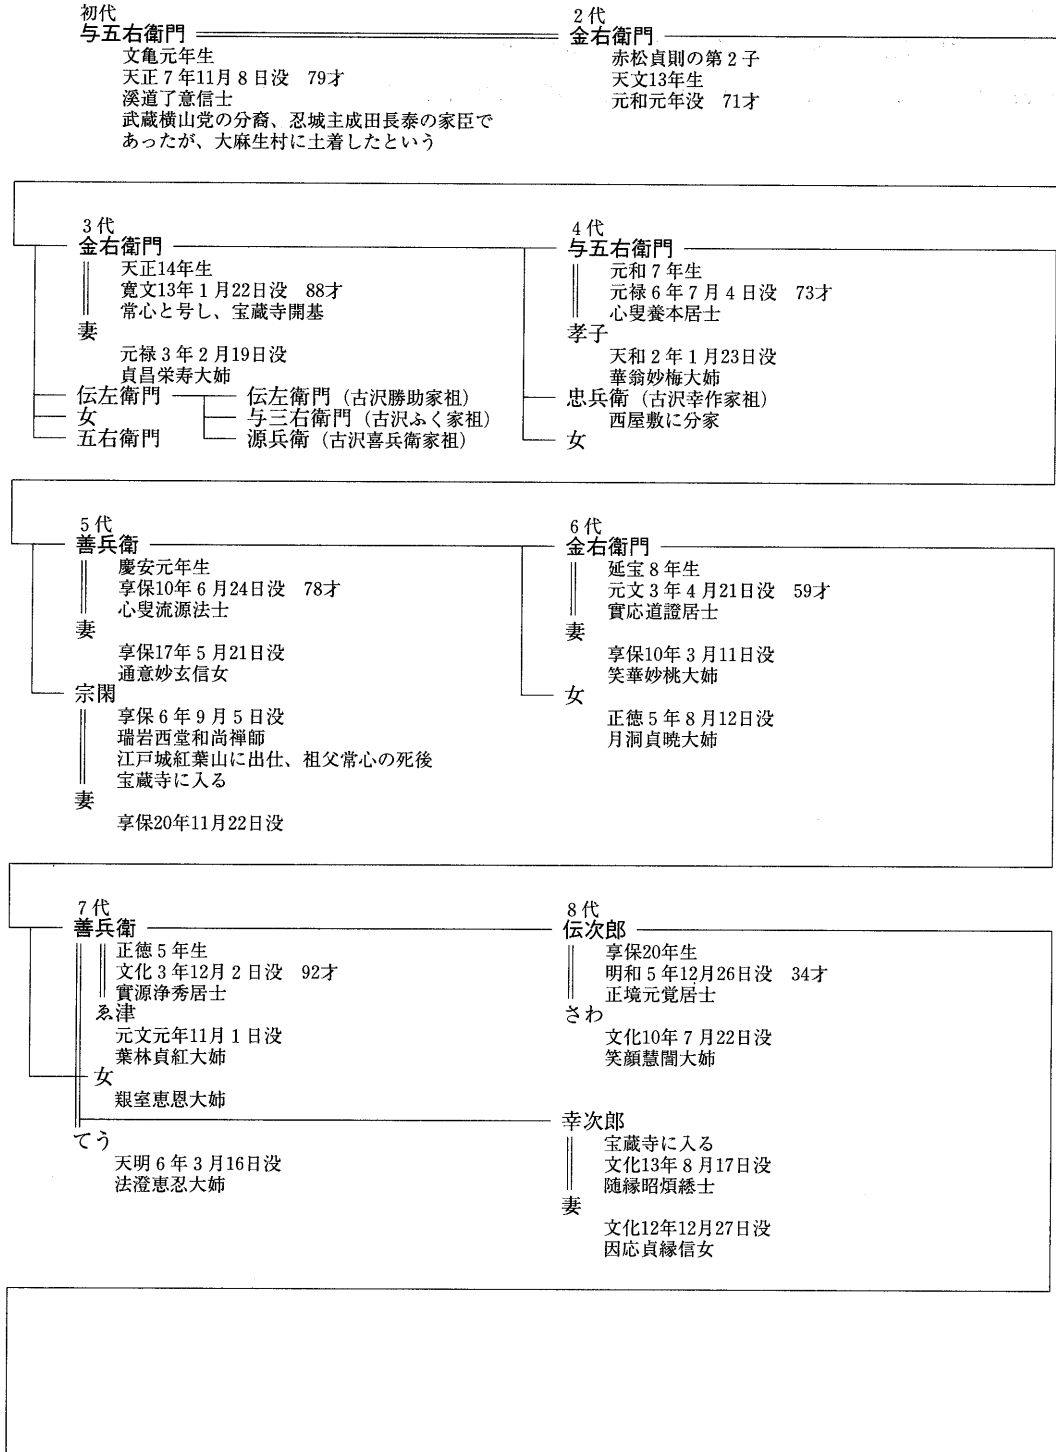 初代
与五右衛門
文亀元年生
天正7年11月8日没　79才
溪道了意信士
武蔵横山党の分裔、忍城主成田長泰の家臣で
あったが、大麻生村に土着したという
2代
金右衛門
赤松貞則の第2子
天文13年生
元和元年没　71才
3代
金右衛門
天正14年生
寛文13年1月22日没　88才
常心と号し、宝蔵寺開基
妻
元禄3年2月19日没
貞昌栄寿大姉
伝左衛門
女
五右衛門
伝左衛門（古沢勝助家祖）
与三右衛門（古沢ふく家祖）
源兵衛（古沢喜兵衛家祖）
4代
与五右衛門
元和7年生
元禄6年7月4日没　73才
心叟養本居士
孝子
天和2年1月23日没
華翁妙梅大姉
忠兵衛（古沢幸作家祖）
西屋敷に分家
女
5代
善兵衛
慶安元年生
享保10年6月24日没　78才
心叟流源法士
妻
享保17年5月21日没
通意妙玄信女
宗閑
享保6年9月5日没
瑞岩西堂和尚禅師
江戸城紅葉山に出仕、祖父常心の死後
宝蔵寺に入る
妻
享保20年11月22日没
6代
金右衛門
延宝8年生
元文3年4月21日没　59才
實応道證居士
妻
享保10年3月11日没
笑華妙桃大姉
女
正徳5年8月12日没
月洞貞暁大姉
7代
善兵衛
正徳5年生
文化3年12月2日没　92才
實源浄秀居士
ゑ津
元文元年11月1日没
葉林貞紅大姉
女
艱室恵恩大姉
てう
天明6年3月16日没
法澄恵忍大姉
8代
伝次郎
享保20年生
明和5年12月26日没　34才
正境元覚居士
さわ
文化10年7月22日没
笑顔慧誾大姉
幸次郎
宝蔵寺に入る
文化13年8月17日没
随縁昭煩綣士
妻
文化12年12月27日没
因応貞縁信女